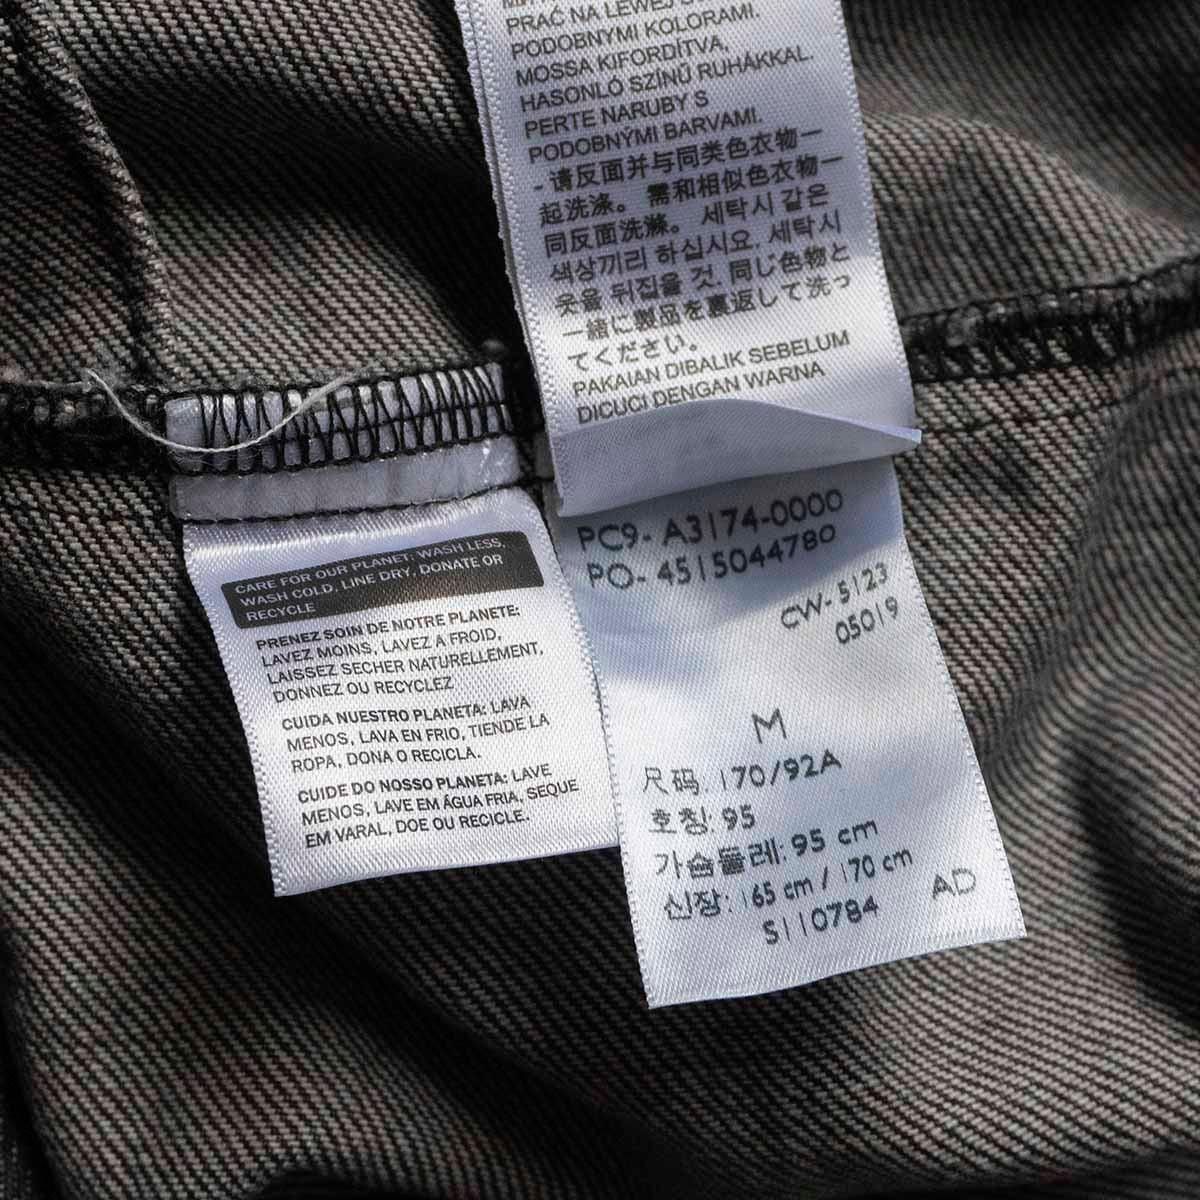 PRAĆ NA LEWEJ S
PODOBNYMI KOLORAMI.
MOSSA KIFORDÍTVA,
HASONLÓ SZÍNŰ RUHÁKKAL.
PERTE NARUBY S
PODOBNÝMI BARVAMI.
- 请反面并与同类色衣物一
起洗涤。 需和相似色衣物一
同反面洗滌。 세탁시 같은
색상끼리 하십시요. 세탁시
옷을 뒤집을 것. 同じ色物と
一緒に製品を裏返して洗っ
てください。
PAKAIAN DIBALIK SEBELUM
DICUCI DENGAN WARNA
CARE FOR OUR PLANET: WASH LESS,
WASH COLD, LINE DRY, DONATE OR
RECYCLE
PRENEZ SOIN DE NOTRE PLANETE:
LAVEZ MOINS, LAVEZ A FROID,
LAISSEZ SECHER NATURELLEMENT,
DONNEZ OU RECYCLEZ
CUIDA NUESTRO PLANETA: LAVA
MENOS, LAVA EN FRIO, TIENDE LA
ROPA, DONA O RECICLA.
CUIDE DO NOSSO PLANETA: LAVE
MENOS, LAVE EM ÁGUA FRIA, SEQUE
EM VARAL, DOE OU RECICLE.
PC9- A3174-0000
PO- 4515044780
CW-5123
05019
M
尺码: 170/92A
호칭: 95
가슴둘레: 95 cm
신장: 165 cm / 170 cm
S110784 AD